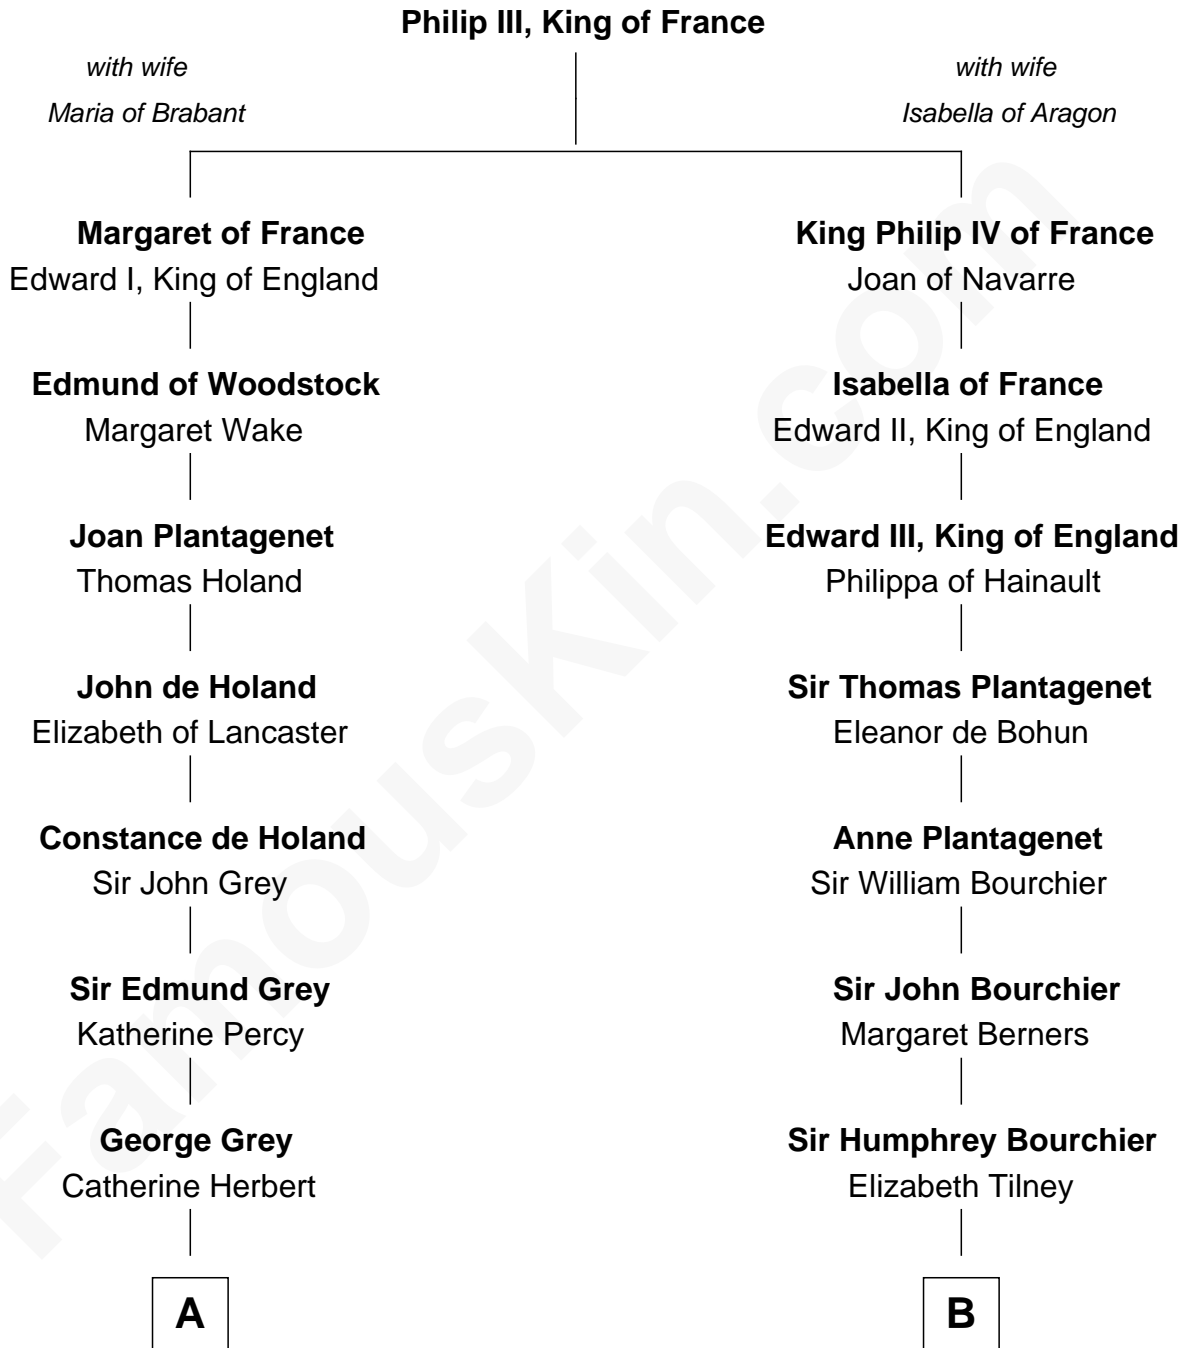 Philip III, King of France
with wife
Maria of Brabant
with wife
Isabella of Aragon
Margaret of France
Edward I, King of England
King Philip IV of France
Joan of Navarre
Edmund of Woodstock
Margaret Wake
Isabella of France
Edward II, King of England
Joan Plantagenet
Thomas Holand
Edward III, King of England
Philippa of Hainault
John de Holand
Elizabeth of Lancaster
Sir Thomas Plantagenet
Eleanor de Bohun
Constance de Holand
Sir John Grey
Anne Plantagenet
Sir William Bourchier
Sir Edmund Grey
Katherine Percy
Sir John Bourchier
Margaret Berners
George Grey
Catherine Herbert
Sir Humphrey Bourchier
Elizabeth Tilney
A
B
FamousKin.com